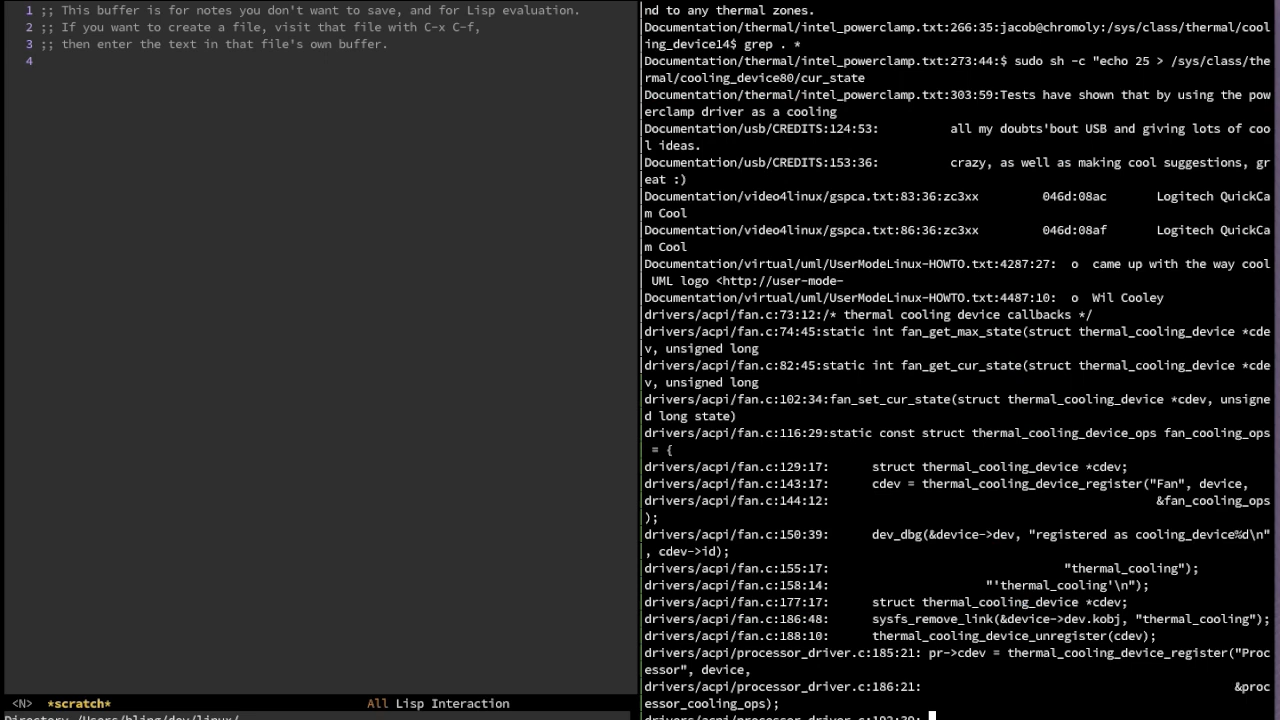 1 ;; This buffer is for notes you don't want to save, and for Lisp evaluation.
2 ;; If you want to create a file, visit that file with C-x C-f,
3 ;; then enter the text in that file's own buffer.
4
<N> *scratch* All Lisp Interaction
Directory /Users/bling/dev/linux/
nd to any thermal zones.
Documentation/thermal/intel_powerclamp.txt:266:35:jacob@chromoly:/sys/class/thermal/cool
ing_device14$ grep . *
Documentation/thermal/intel_powerclamp.txt:273:44:$ sudo sh -c "echo 25 > /sys/class/the
rmal/cooling_device80/cur_state
Documentation/thermal/intel_powerclamp.txt:303:59:Tests have shown that by using the pow
erclamp driver as a cooling
Documentation/usb/CREDITS:124:53:          all my doubts'bout USB and giving lots of coo
l ideas.
Documentation/usb/CREDITS:153:36:          crazy, as well as making cool suggestions, gr
eat :)
Documentation/video4linux/gspca.txt:83:36:zc3xx         046d:08ac       Logitech QuickCa
m Cool
Documentation/video4linux/gspca.txt:86:36:zc3xx         046d:08af       Logitech QuickCa
m Cool
Documentation/virtual/uml/UserModeLinux-HOWTO.txt:4287:27:  o  came up with the way cool
 UML logo <http://user-mode-
Documentation/virtual/uml/UserModeLinux-HOWTO.txt:4487:10:  o  Wil Cooley
drivers/acpi/fan.c:73:12:/* thermal cooling device callbacks */
drivers/acpi/fan.c:74:45:static int fan_get_max_state(struct thermal_cooling_device *cde
v, unsigned long
drivers/acpi/fan.c:82:45:static int fan_get_cur_state(struct thermal_cooling_device *cde
v, unsigned long
drivers/acpi/fan.c:102:34:fan_set_cur_state(struct thermal_cooling_device *cdev, unsigne
d long state)
drivers/acpi/fan.c:116:29:static const struct thermal_cooling_device_ops fan_cooling_ops
 = {
drivers/acpi/fan.c:129:17:      struct thermal_cooling_device *cdev;
drivers/acpi/fan.c:143:17:      cdev = thermal_cooling_device_register("Fan", device,
drivers/acpi/fan.c:144:12:                                              &fan_cooling_ops
);
drivers/acpi/fan.c:150:39:      dev_dbg(&device->dev, "registered as cooling_device%d\n"
, cdev->id);
drivers/acpi/fan.c:155:17:                                 "thermal_cooling");
drivers/acpi/fan.c:158:14:                      "'thermal_cooling'\n");
drivers/acpi/fan.c:177:17:      struct thermal_cooling_device *cdev;
drivers/acpi/fan.c:186:48:      sysfs_remove_link(&device->dev.kobj, "thermal_cooling");
drivers/acpi/fan.c:188:10:      thermal_cooling_device_unregister(cdev);
drivers/acpi/processor_driver.c:185:21: pr->cdev = thermal_cooling_device_register("Proc
essor", device,
drivers/acpi/processor_driver.c:186:21:                                            &proc
essor_cooling_ops);
drivers/acpi/processor_driver.c:192:39: